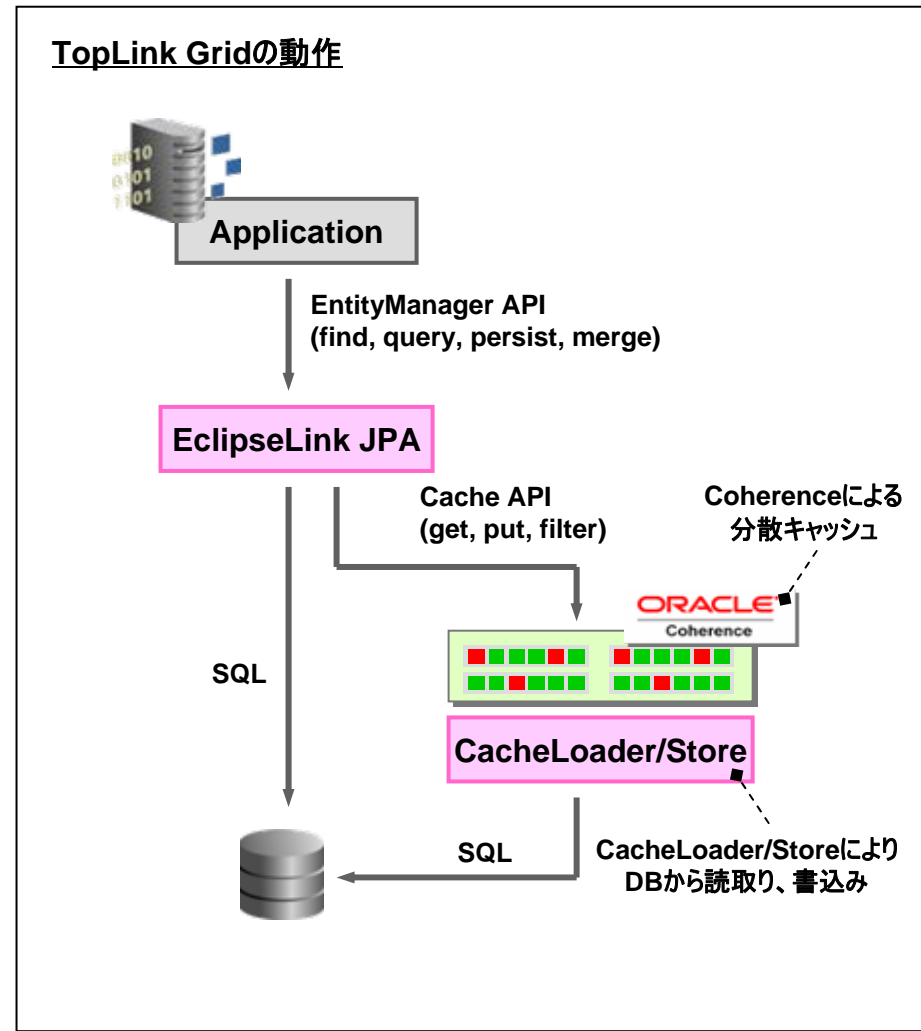 TopLink Gridの動作
0010
0101
1101
Application
EntityManager API
(find, query, persist, merge)
EclipseLink JPA
Cache API
(get, put, filter)
Coherenceによる
分散キャッシュ
ORACLE
Coherence
SQL
CacheLoader/Store
SQL
CacheLoader/Storeにより
DBから読取り、書込み